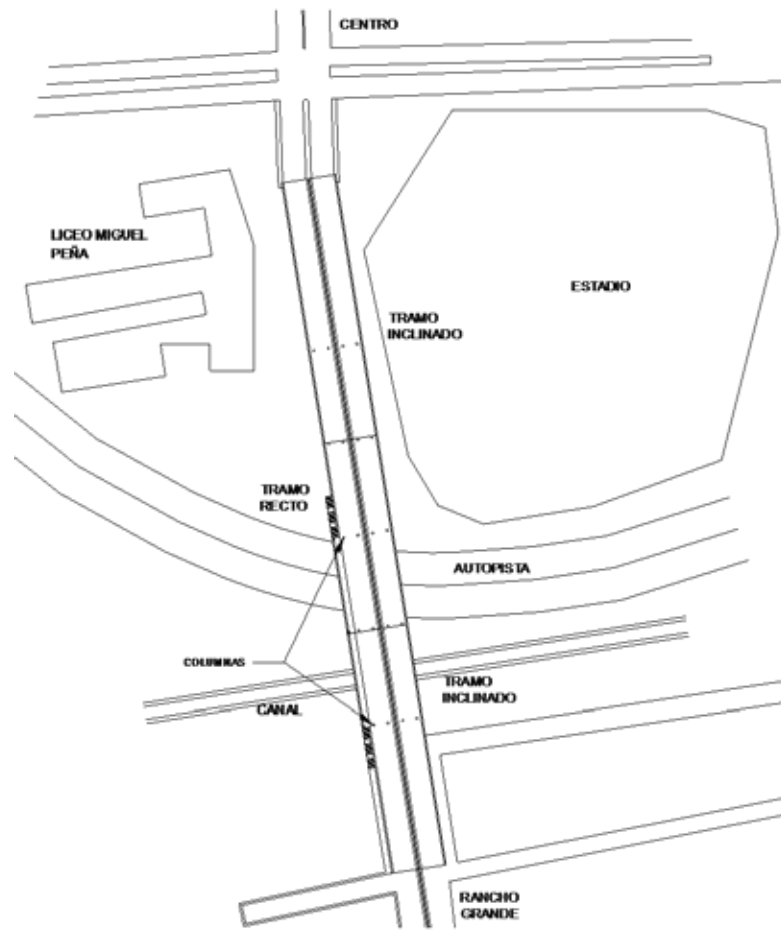 CENTRO
LICEO MIGUEL
PEÑA
ESTADIO
TRAMO
INCLINADO
TRAMO
RECTO
AUTOPISTA
COLUMNAS
TRAMO
INCLINADO
CANAL
RANCHO
GRANDE